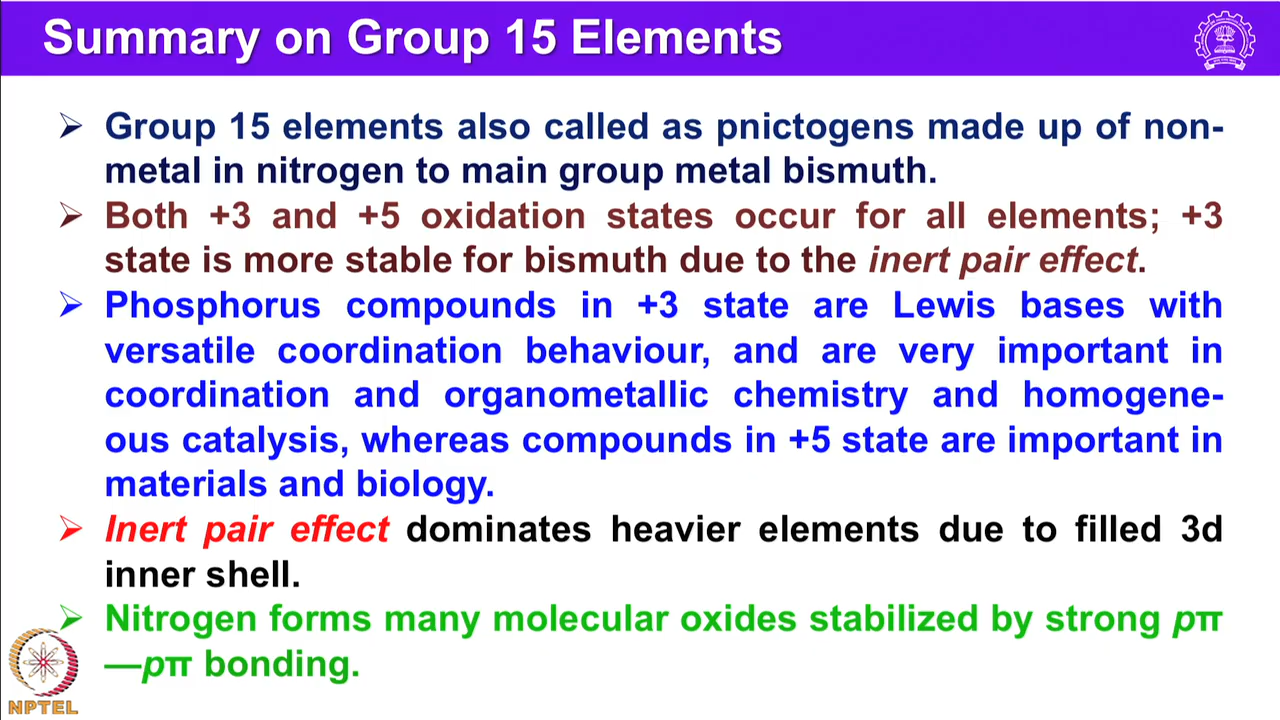 Summary on Group 15 Elements
➢ Group 15 elements also called as pnictogens made up of non-
metal in nitrogen to main group metal bismuth.
➢ Both +3 and +5 oxidation states occur for all elements; +3
state is more stable for bismuth due to the inert pair effect.
➢ Phosphorus compounds in +3 state are Lewis bases with
versatile coordination behaviour, and are very important in
coordination and organometallic chemistry and homogene-
ous catalysis, whereas compounds in +5 state are important in
materials and biology.
➢ Inert pair effect dominates heavier elements due to filled 3d
inner shell.
➢ Nitrogen forms many molecular oxides stabilized by strong pπ
—pπ bonding.
NPTEL